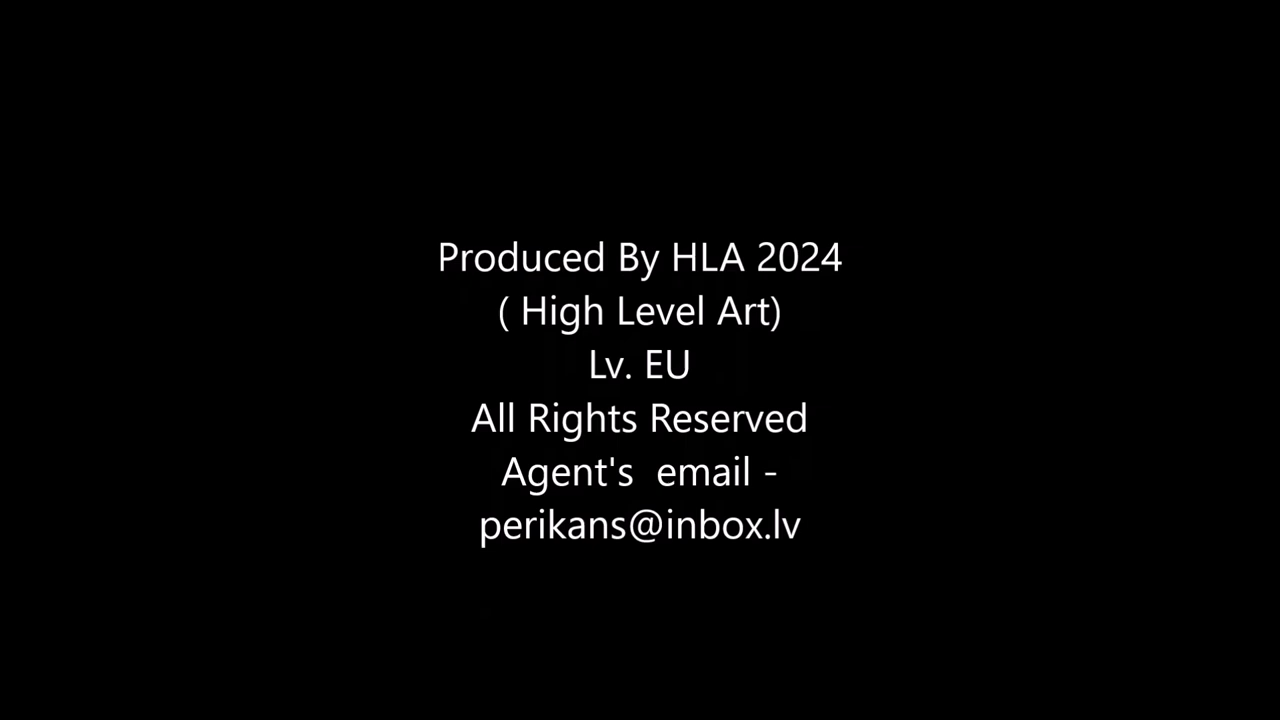 Produced By HLA 2024
( High Level Art)
Lv. EU
All Rights Reserved
Agent's  email -
perikans@inbox.lv